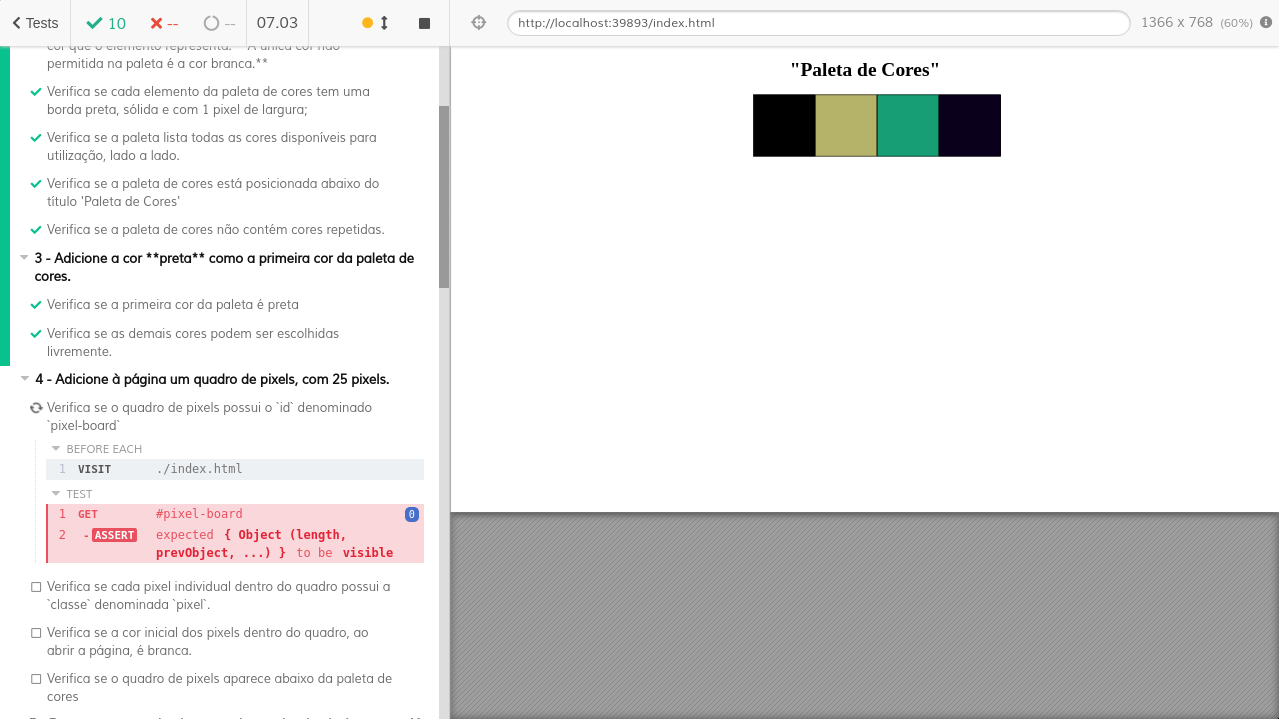 Tests
10
--
--
07.03
http://localhost:39893/index.html
1366 x 768 (60%)
cor que o elemento representa. **A única cor não
permitida na paleta é a cor branca.**
Verifica se cada elemento da paleta de cores tem uma
borda preta, sólida e com 1 pixel de largura;
Verifica se a paleta lista todas as cores disponíveis para
utilização, lado a lado.
Verifica se a paleta de cores está posicionada abaixo do
título 'Paleta de Cores'
Verifica se a paleta de cores não contém cores repetidas.
3 - Adicione a cor **preta** como a primeira cor da paleta de
cores.
Verifica se a primeira cor da paleta é preta
Verifica se as demais cores podem ser escolhidas
livremente.
4 - Adicione à página um quadro de pixels, com 25 pixels.
Verifica se o quadro de pixels possui o `id` denominado
`pixel-board`
BEFORE EACH
1 VISIT ./index.html
TEST
1 GET #pixel-board 0
2 -ASSERT expected { Object (length,
prevObject, ...) } to be visible
Verifica se cada pixel individual dentro do quadro possui a
`classe` denominada `pixel`.
Verifica se a cor inicial dos pixels dentro do quadro, ao
abrir a página, é branca.
Verifica se o quadro de pixels aparece abaixo da paleta de
cores
"Paleta de Cores"